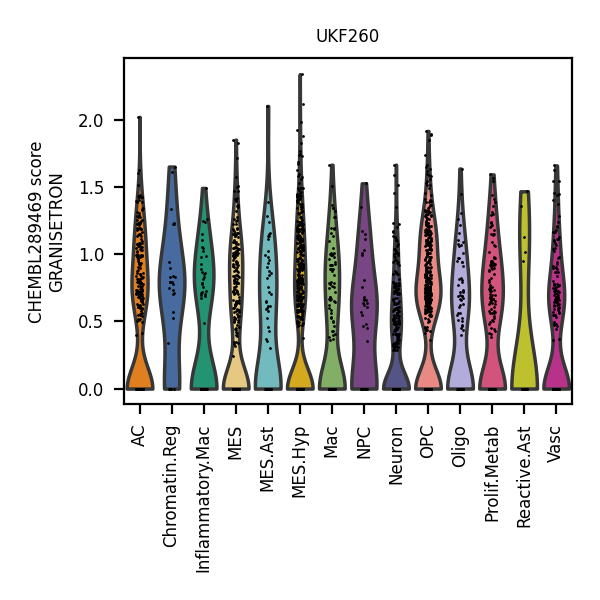 UKF260
CHEMBL289469 score
GRANISETRON
2.0
1.5
1.0
0.5
0.0
AC
Chromatin.Reg
Inflammatory.Mac
MES
MES.Ast
MES.Hyp
Mac
NPC
Neuron
OPC
Oligo
Prolif.Metab
Reactive.Ast
Vasc